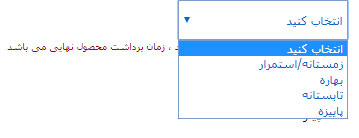 انتخاب کنید
د ، زمان برداشت محصول نهایی می باشد
انتخاب کنید
زمستانه/استمرار
بهاره
تابستانه
پاییزه